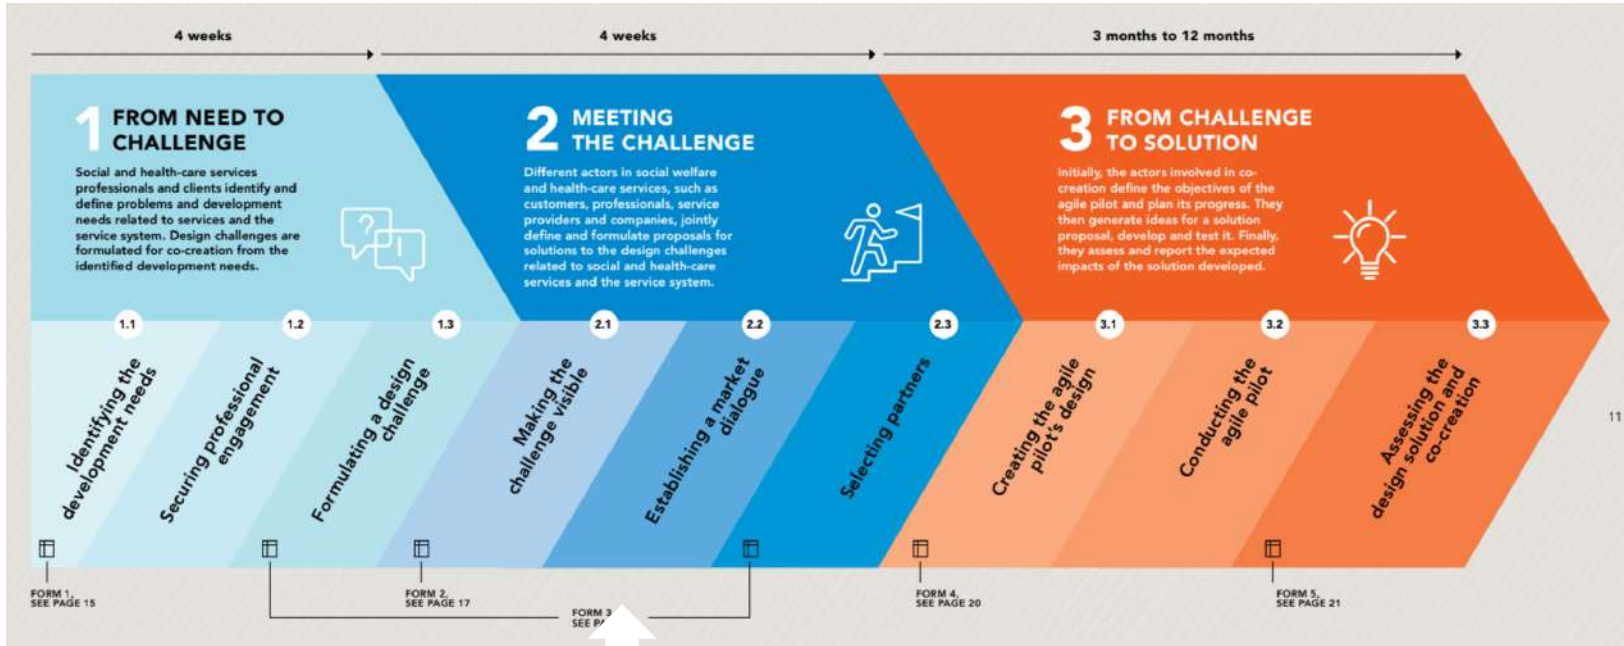 4 weeks
4 weeks
3 months to 12 months
1 FROM NEED TO
CHALLENGE
Social and health-care services
professionals and clients identify and
define problems and development
needs related to services and the
service system. Design challenges are
formulated for co-creation from the
identified development needs.
2 MEETING
THE CHALLENGE
Different actors in social welfare
and health-care services, such as
customers, professionals, service
providers and companies, jointly
define and formulate proposals for
solutions to the design challenges
related to social and health-care
services and the service system.
3 FROM CHALLENGE
TO SOLUTION
Initially, the actors involved in co-
creation define the objectives of the
agile pilot and plan its progress. They
then generate ideas for a solution
proposal, develop and test it. Finally,
they assess and report the expected
impacts of the solution developed.
?
!
1.1
Identifying the
development needs
1.2
Securing professional
engagement
1.3
Formulating a design
challenge
2.1
Making the
challenge visible
2.2
Establishing a market
dialogue
2.3
Selecting partners
3.1
Creating the agile
pilot's design
3.2
Conducting the
agile pilot
3.3
Assessing the
design solution and
co-creation
11
FORM 1,
SEE PAGE 15
FORM 2,
SEE PAGE 17
FORM 3
SEE
FORM 4,
SEE PAGE 20
FORM 5,
SEE PAGE 21